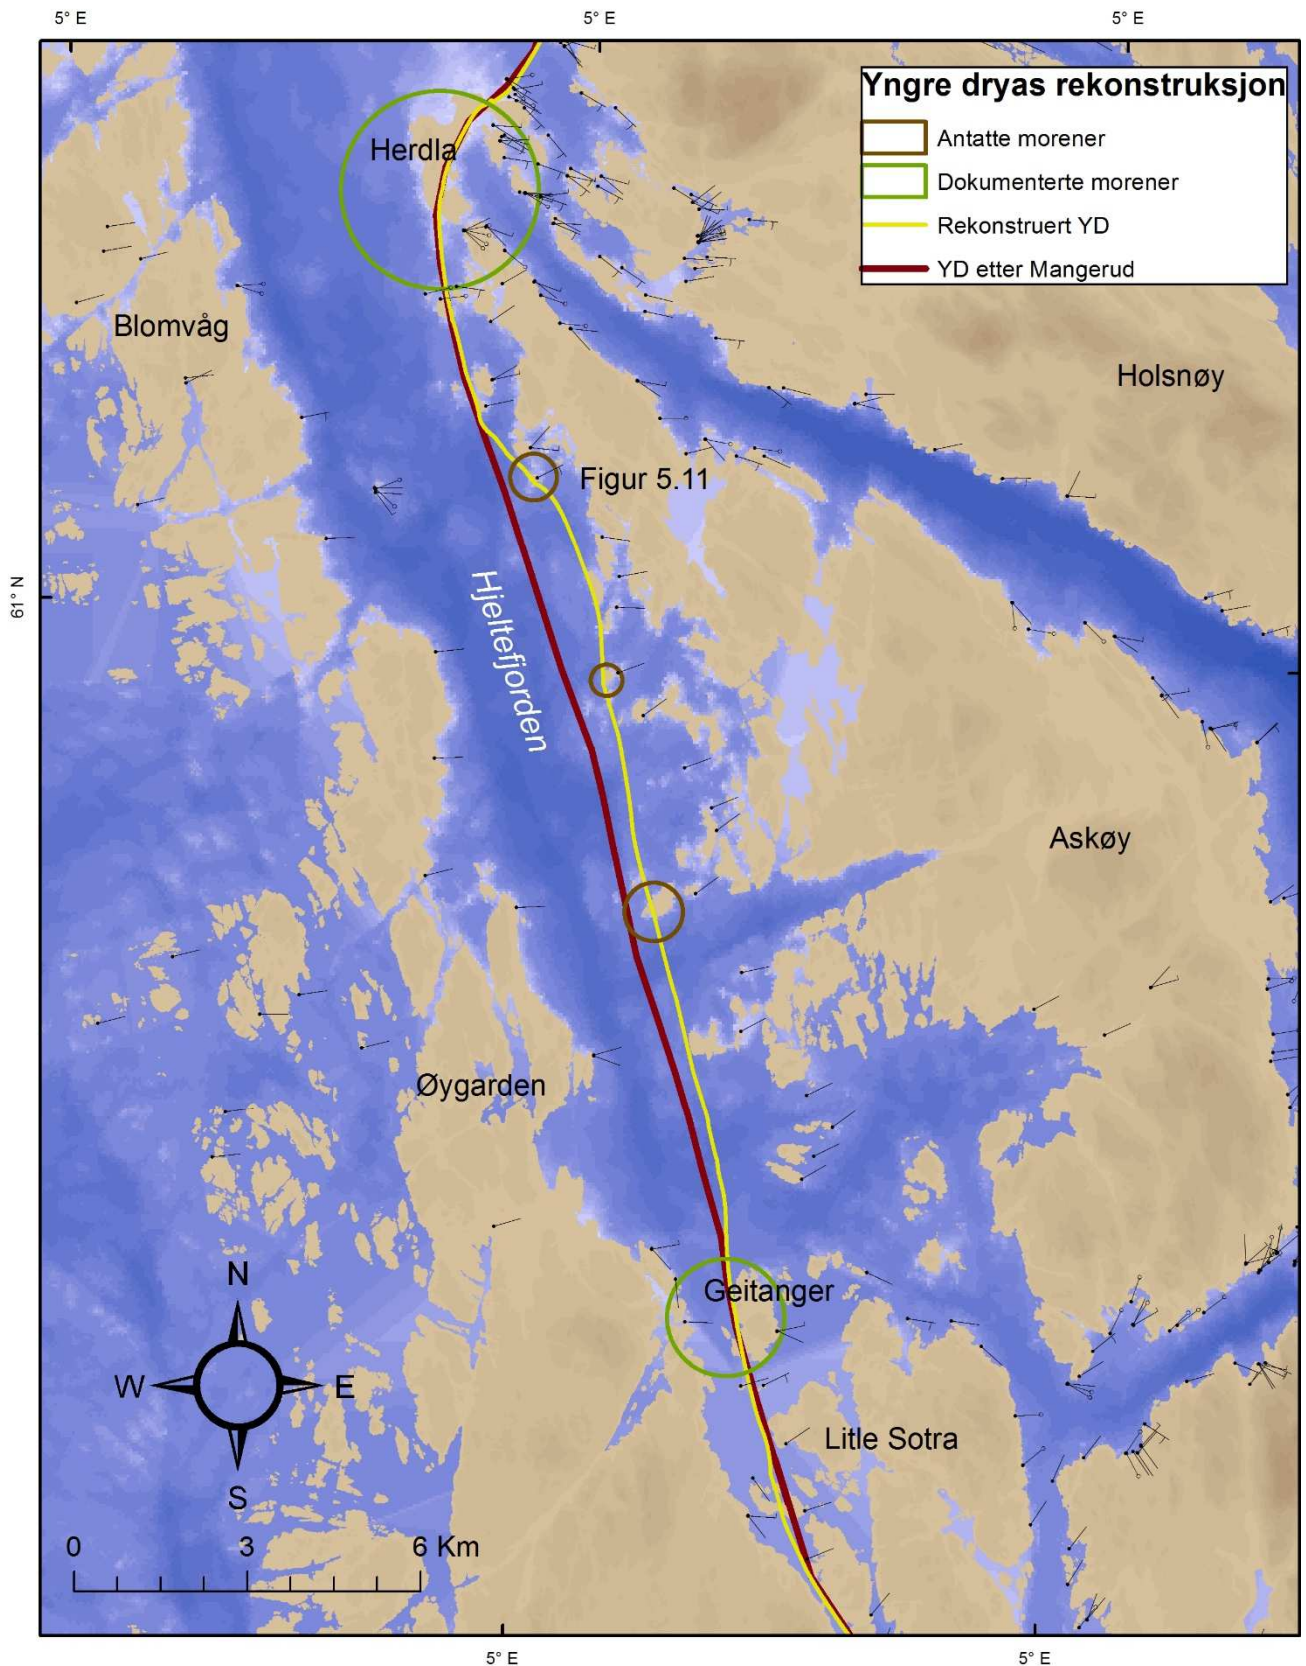 5° E 5° E 5° E
Yngre dryas rekonstruksjon
Antatte morener
Dokumenterte morener
Rekonstruert YD
YD etter Mangerud
Herdla
Blomvåg
Holsnøy
Figur 5.11
61° N
Hjeltefjorden
Askøy
Øygarden
N
W E
S
Geitanger
Litle Sotra
0 3 6 Km
5° E 5° E